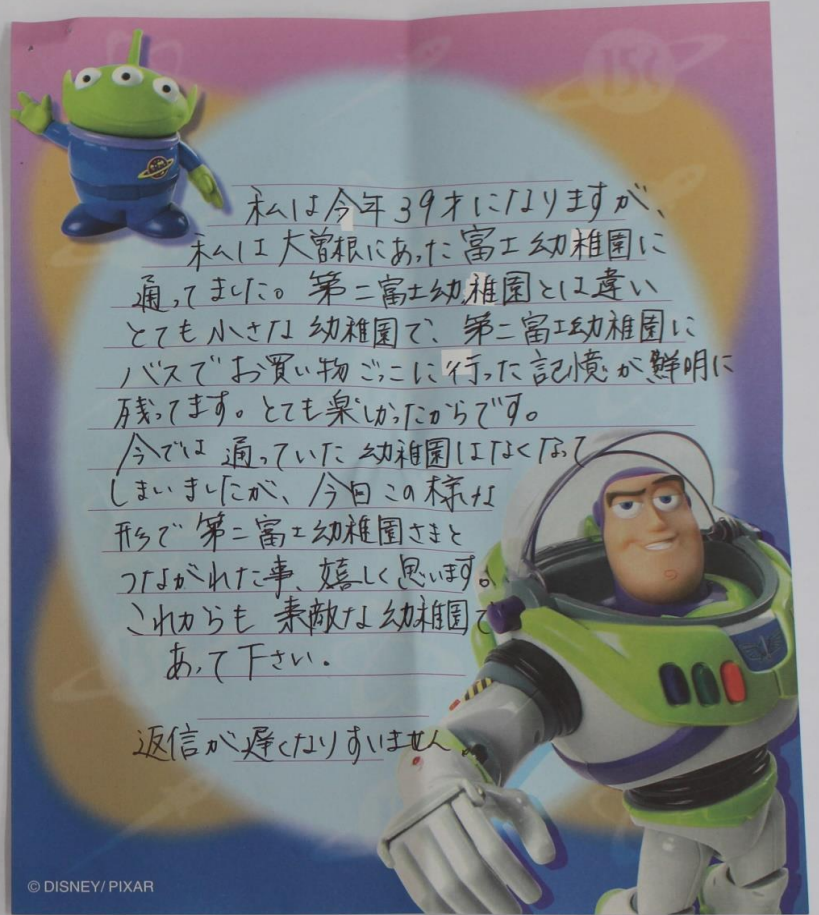 私は今年39才になりますが、
私は大曽根にあった富士幼稚園に
通ってました。第二富士幼稚園とは違い
とても小さな幼稚園で、第二富士幼稚園に
バスでお買い物ごっこに行った記憶が鮮明に
残ってます。とても楽しかったからです。
今では通っていた幼稚園はなくなって
しまいましたが、今日この様な
形で第二富士幼稚園さまと
つながれた事、嬉しく思います。
これからも素敵な幼稚園で
あって下さい。
返信が遅くなりすいません。
© DISNEY/PIXAR